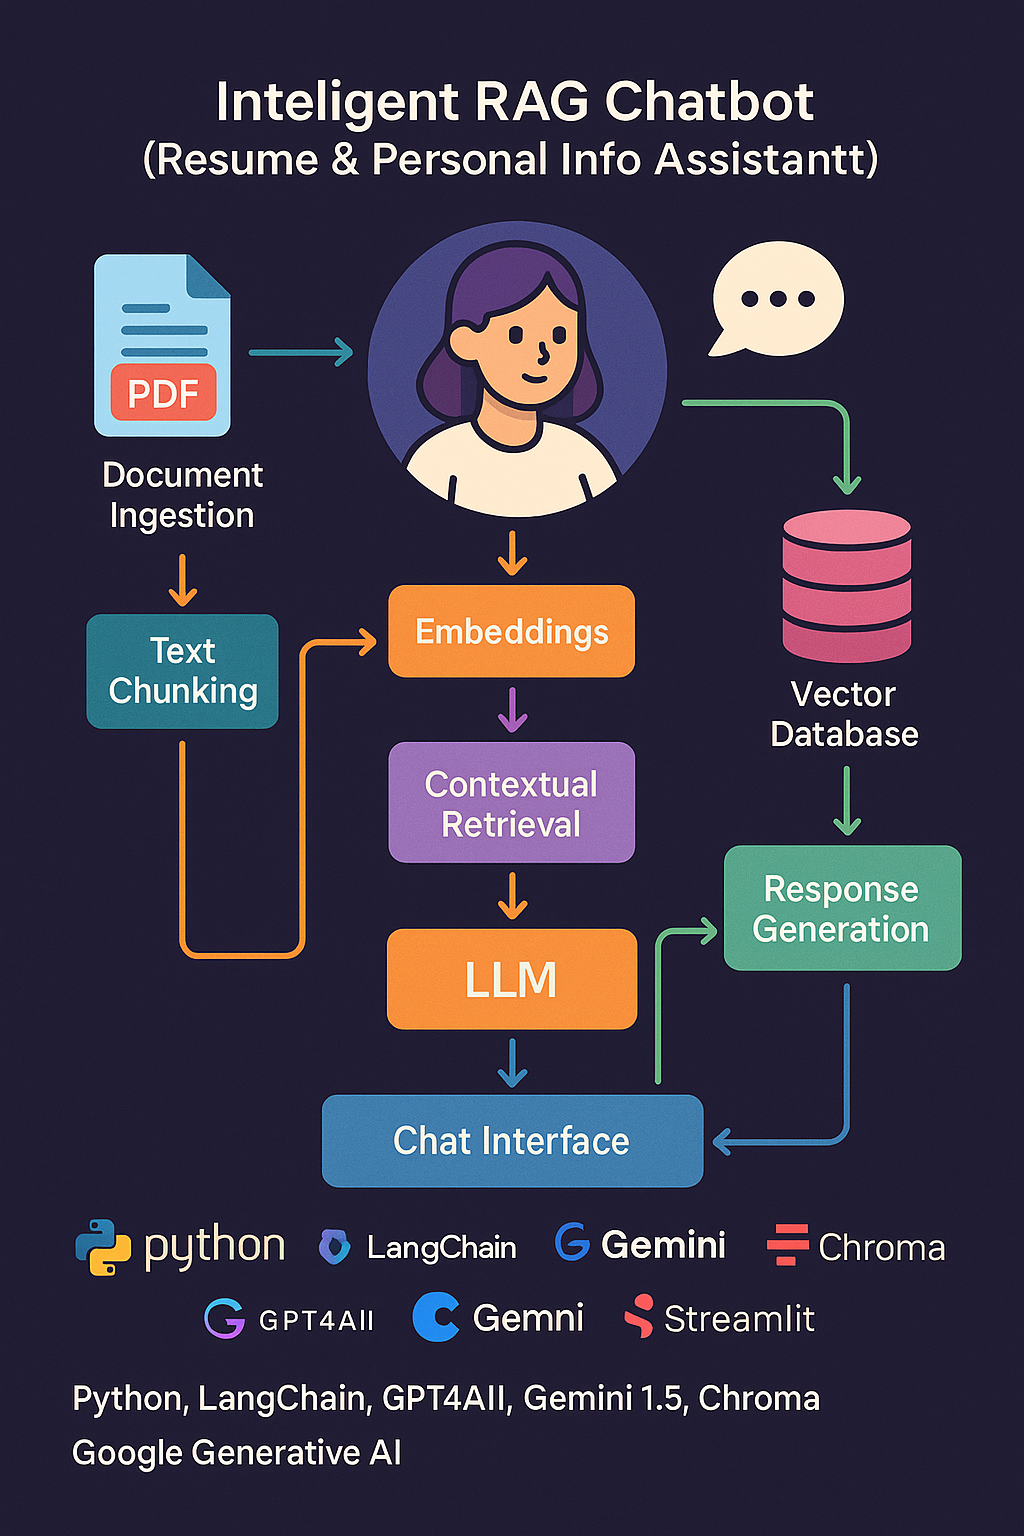 Inteligent RAG Chatbot
(Resume & Personal Info Assistantt)
PDF
Document
Ingestion
Text
Chunking
Embeddings
Contextual
Retrieval
LLM
Vector
Database
Response
Generation
Chat Interface
python
LangChain
Gemini
Chroma
GPT4All
Gemni
Streamlit
Python, LangChain, GPT4All, Gemini 1.5, Chroma
Google Generative AI